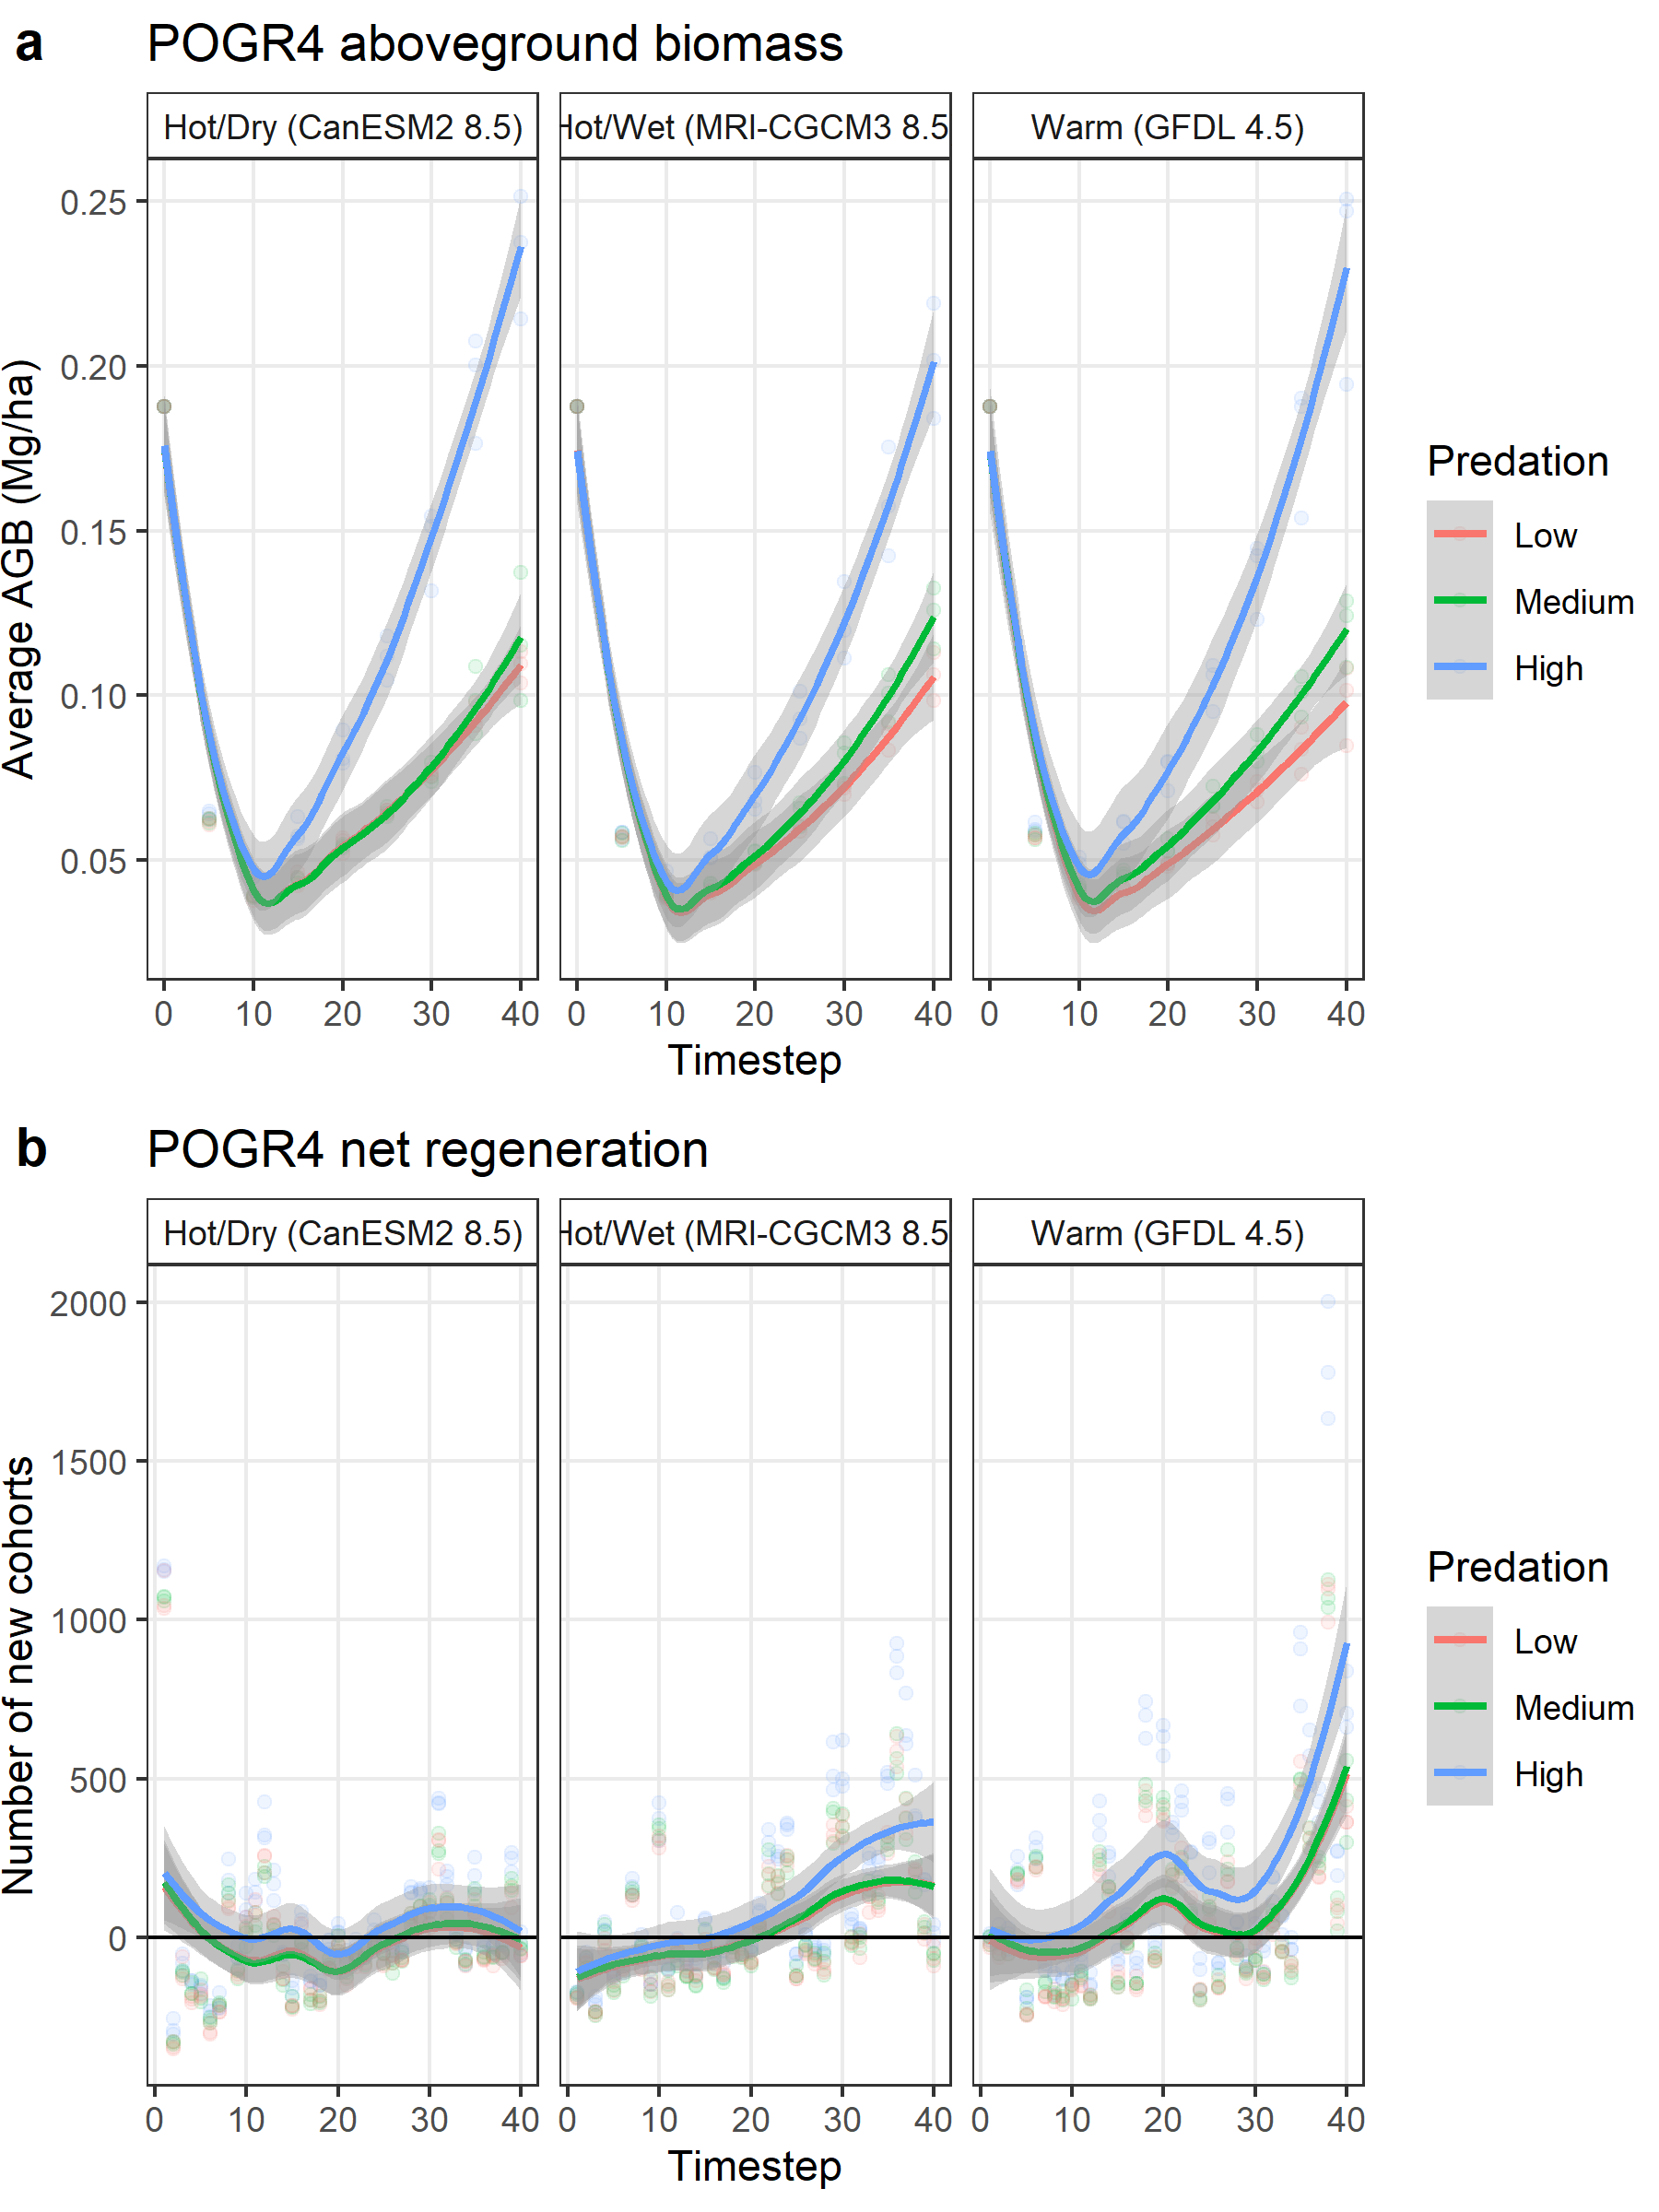 a POGR4 aboveground biomass
Hot/Dry (CanESM2 8.5) Hot/Wet (MRI-CGCM3 8.5 Warm (GFDL 4.5)
Average AGB (Mg/ha)
0.25
0.20
0.15
0.10
0.05
0 10 20 30 40 0 10 20 30 40 0 10 20 30 40
Timestep
Predation
Low
Medium
High
b POGR4 net regeneration
Hot/Dry (CanESM2 8.5) Hot/Wet (MRI-CGCM3 8.5 Warm (GFDL 4.5)
Number of new cohorts
2000
1500
1000
500
0
0 10 20 30 40 0 10 20 30 40 0 10 20 30 40
Timestep
Predation
Low
Medium
High